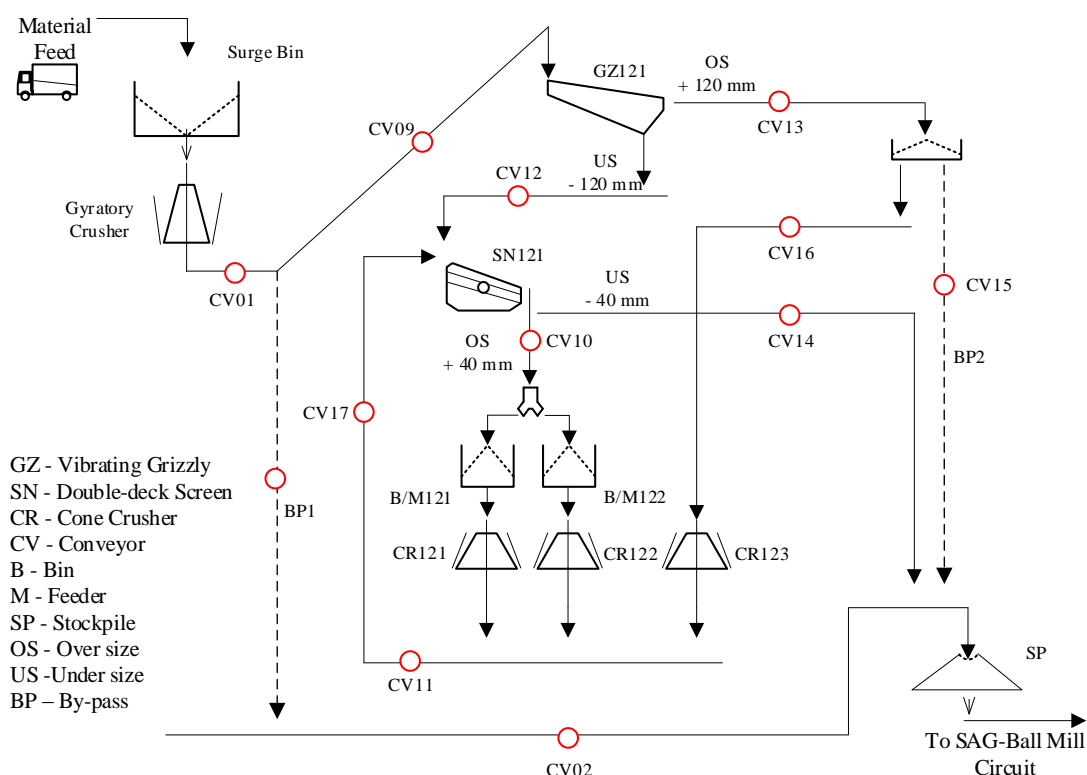 Material
Feed
Surge Bin
Gyratory
Crusher
CV01
CV09
GZ121
OS
+ 120 mm
CV13
US
- 120 mm
CV12
CV16
SN121
US
- 40 mm
CV14
CV15
BP2
OS
+ 40 mm
CV10
CV17
B/M121
B/M122
CR121
CR122
CR123
BP1
GZ - Vibrating Grizzly
SN - Double-deck Screen
CR - Cone Crusher
CV - Conveyor
B - Bin
M - Feeder
SP - Stockpile
OS - Over size
US -Under size
BP – By-pass
CV11
CV02
SP
To SAG-Ball Mill
Circuit